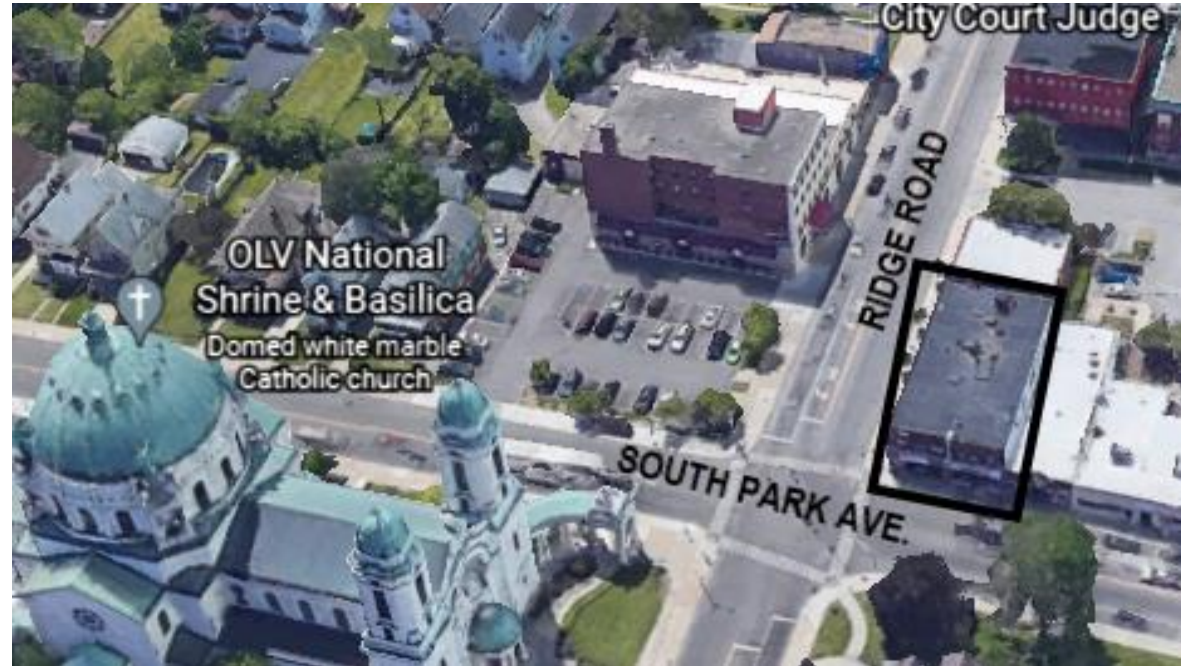 City Court Judge
RIDGE ROAD
OLV National
Shrine & Basilica
Domed white marble
Catholic church
SOUTH PARK AVE.